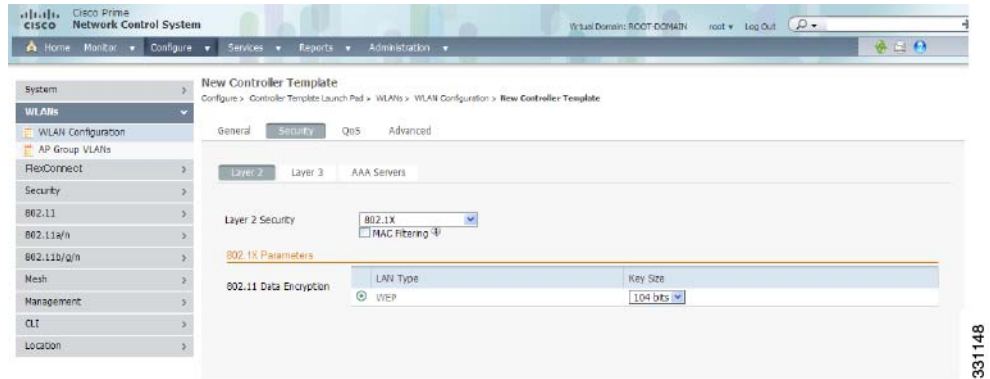 Cisco Prime
CISCO Network Control System
Virtual Domain: ROOT-DOMAIN root Log Out
Home Monitor Configure Services Reports Administration
System
WLANs
WLAN Configuration
AP Group VLANs
FlexConnect
Security
802.11
802.11a/n
802.11b/g/n
Mesh
Management
CLI
Location
New Controller Template
Configure > Controller Template Launch Pad > WLANs > WLAN Configuration > New Controller Template
General Security QoS Advanced
Layer 2 Layer 3 AAA Servers
Layer 2 Security 802.1X
MAC Filtering
802.1X Parameters
802.11 Data Encryption
LAN Type Key Size
WEP 104 bits
331148